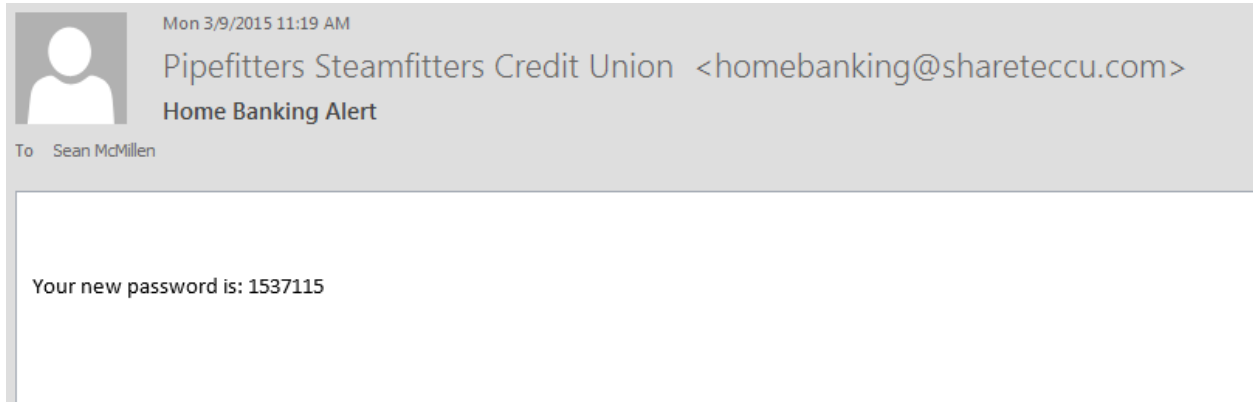 Mon 3/9/2015 11:19 AM
Pipefitters Steamfitters Credit Union <homebanking@shareteccu.com>
Home Banking Alert
To Sean McMillen
Your new password is: 1537115